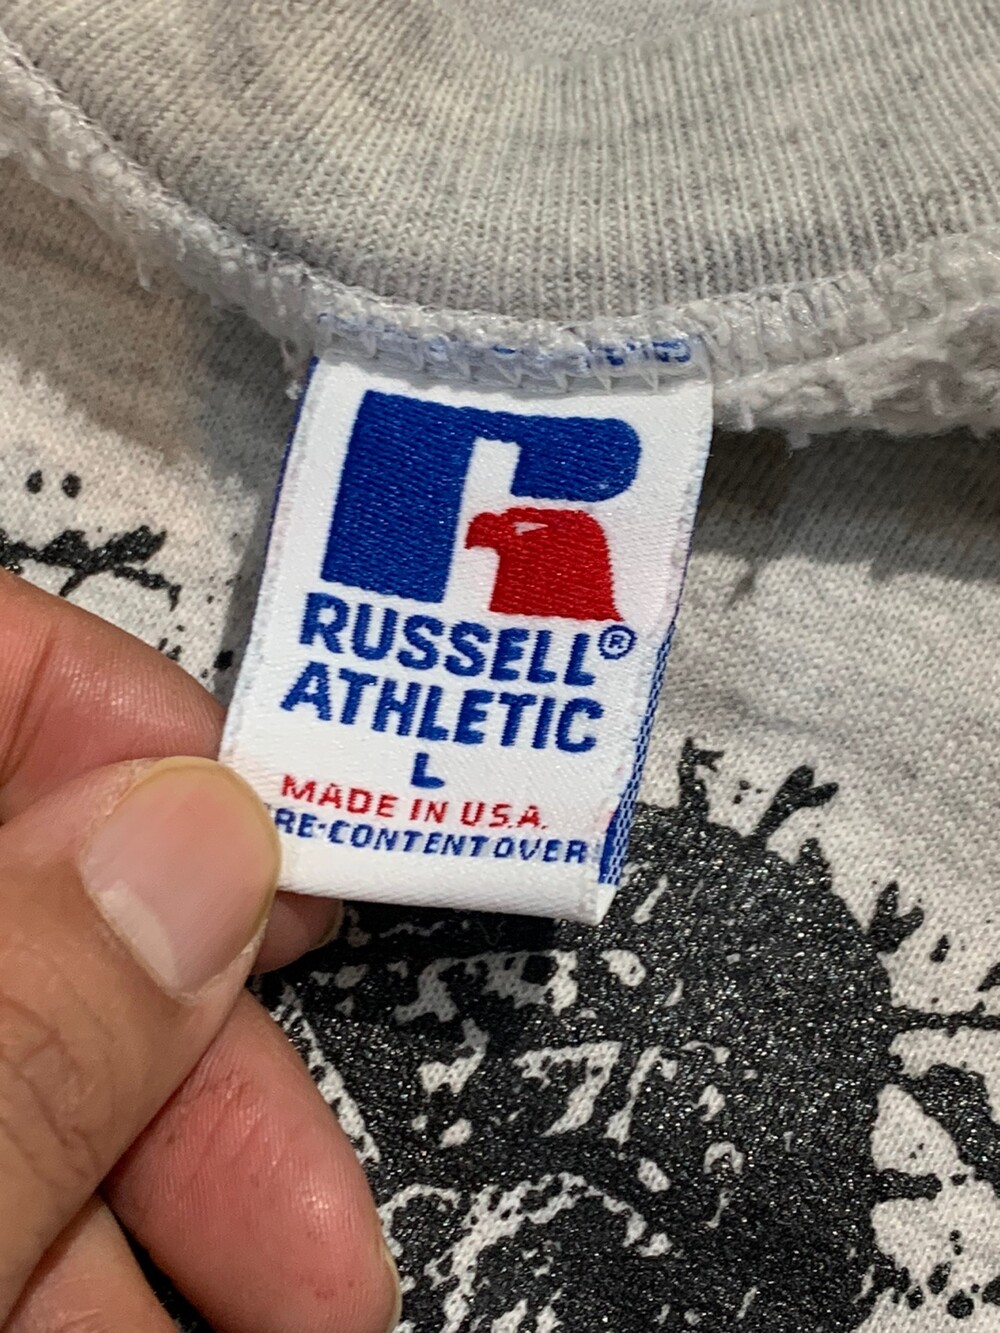 RUSSELL®
ATHLETIC
L
MADE IN U.S.A.
RE·CONTENT OVER